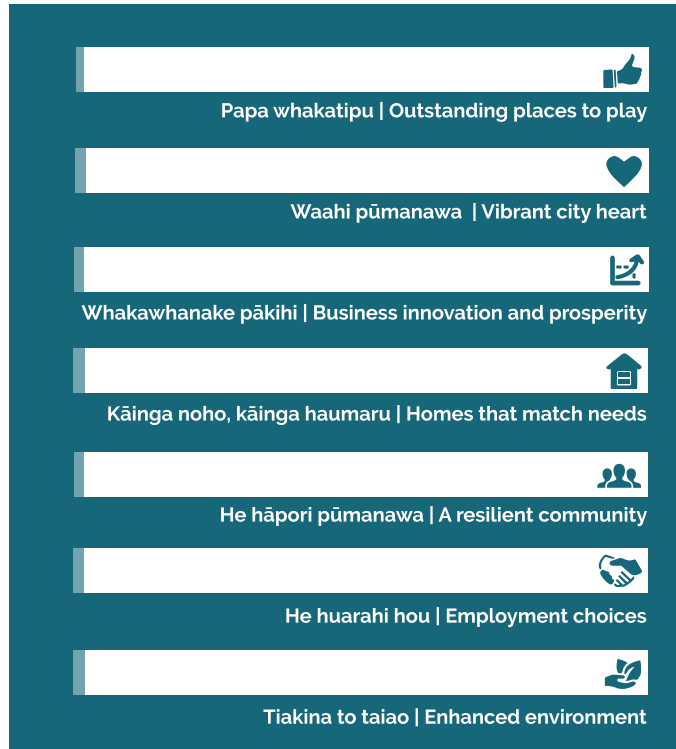 Papa whakatipu | Outstanding places to play
Waahi pūmanawa | Vibrant city heart
Whakawhanake pākihi | Business innovation and prosperity
Kāinga noho, kāinga haumaru | Homes that match needs
He hāpori pūmanawa | A resilient community
He huarahi hou | Employment choices
Tiakina to taiao | Enhanced environment